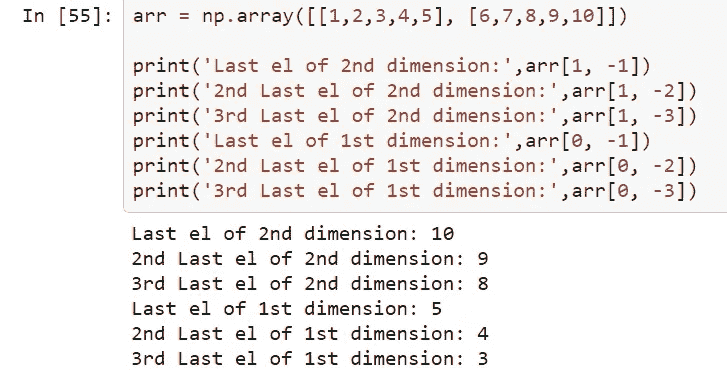 In [55]: arr = np.array([[1,2,3,4,5], [6,7,8,9,10]])
print('Last el of 2nd dimension:',arr[1, -1])
print('2nd Last el of 2nd dimension:',arr[1, -2])
print('3rd Last el of 2nd dimension:',arr[1, -3])
print('Last el of 1st dimension:',arr[0, -1])
print('2nd Last el of 1st dimension:',arr[0, -2])
print('3rd Last el of 1st dimension:',arr[0, -3])
Last el of 2nd dimension: 10
2nd Last el of 2nd dimension: 9
3rd Last el of 2nd dimension: 8
Last el of 1st dimension: 5
2nd Last el of 1st dimension: 4
3rd Last el of 1st dimension: 3